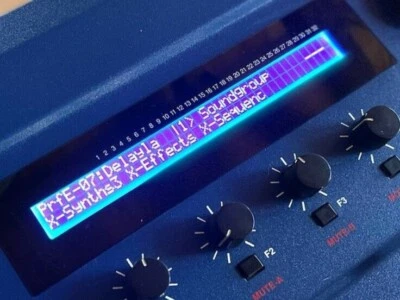 1 2 3 4 5 6 7 8 9 10 11 12 13 14 15 16 17 18 19 20 21 22 23 24 25 26 27 28 29 30 31 32
PrfE-07:Delayla |1> Soundgroup
X-Synths3 X-Effects X-Sequenc
F3
F2
MUTE-B
MUTE-A